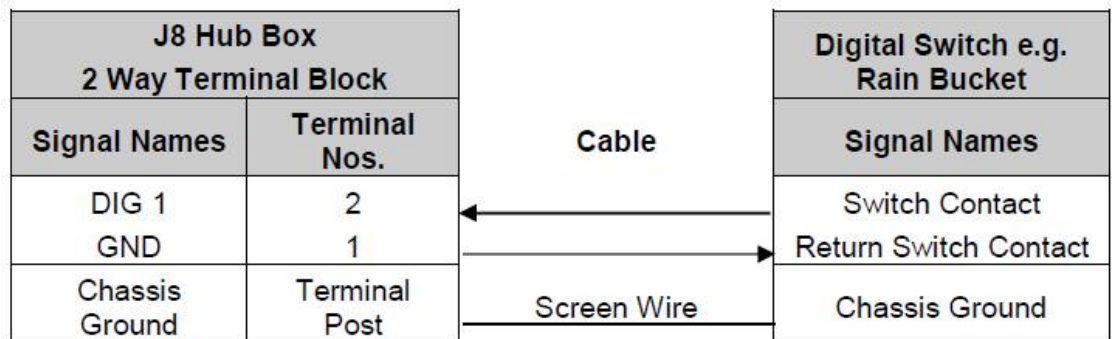 J8 Hub Box
2 Way Terminal Block
Digital Switch e.g.
Rain Bucket
Signal Names
Terminal
Nos.
Cable
Signal Names
DIG 1 2 Switch Contact
GND 1 Return Switch Contact
Chassis
Ground
Terminal
Post
Screen Wire
Chassis Ground